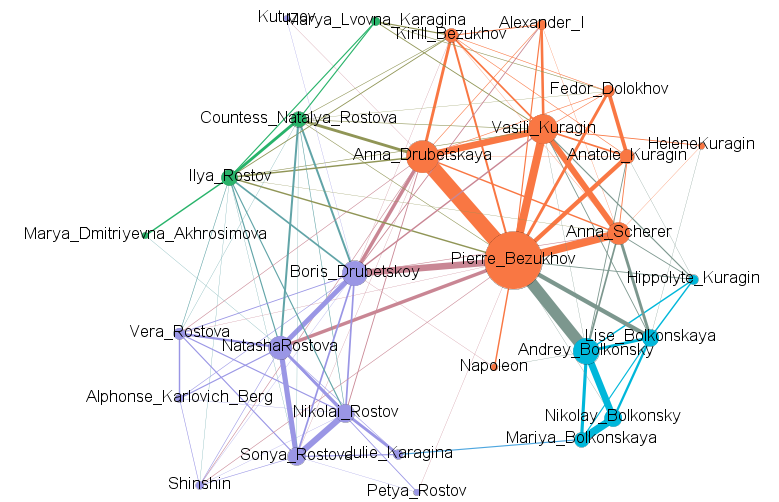 Kutuzov
Marya_Lvovna_Karagina
Alexander_I
Kirill_Bezukhov
Fedor_Dolokhov
Countess_Natalya_Rostova
Vasili_Kuragin
HeleneKuragin
Anna_Drubetskaya
Anatole_Kuragin
Ilya_Rostov
Marya_Dmitriyevna_Akhrosimova
Anna_Scherer
Pierre_Bezukhov
Boris_Drubetskoy
Hippolyte_Kuragin
Vera_Rostova
Lise_Bolkonskaya
NatashaRostova
Andrey_Bolkonsky
Napoleon
Alphonse_Karlovich_Berg
Nikolai_Rostov
Nikolay_Bolkonsky
Mariya_Bolkonskaya
Sonya_Rostova
Julie_Karagina
Shinshin
Petya_Rostov